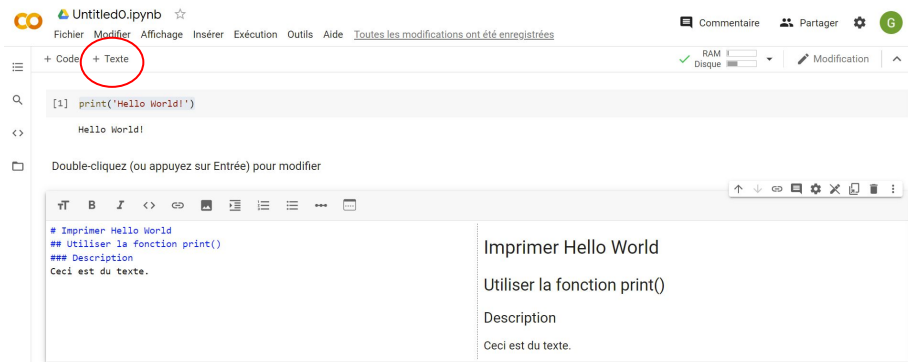 Untitled0.ipynb
Fichier Modifier Affichage Insérer Exécution Outils Aide Toutes les modifications ont été enregistrées
Commentaire Partager G
+ Code + Texte
RAM
Disque
Modification
[1] print('Hello World!')
Hello World!
Double-cliquez (ou appuyez sur Entrée) pour modifier
# Imprimer Hello World
## Utiliser la fonction print()
### Description
Ceci est du texte.
Imprimer Hello World
Utiliser la fonction print()
Description
Ceci est du texte.